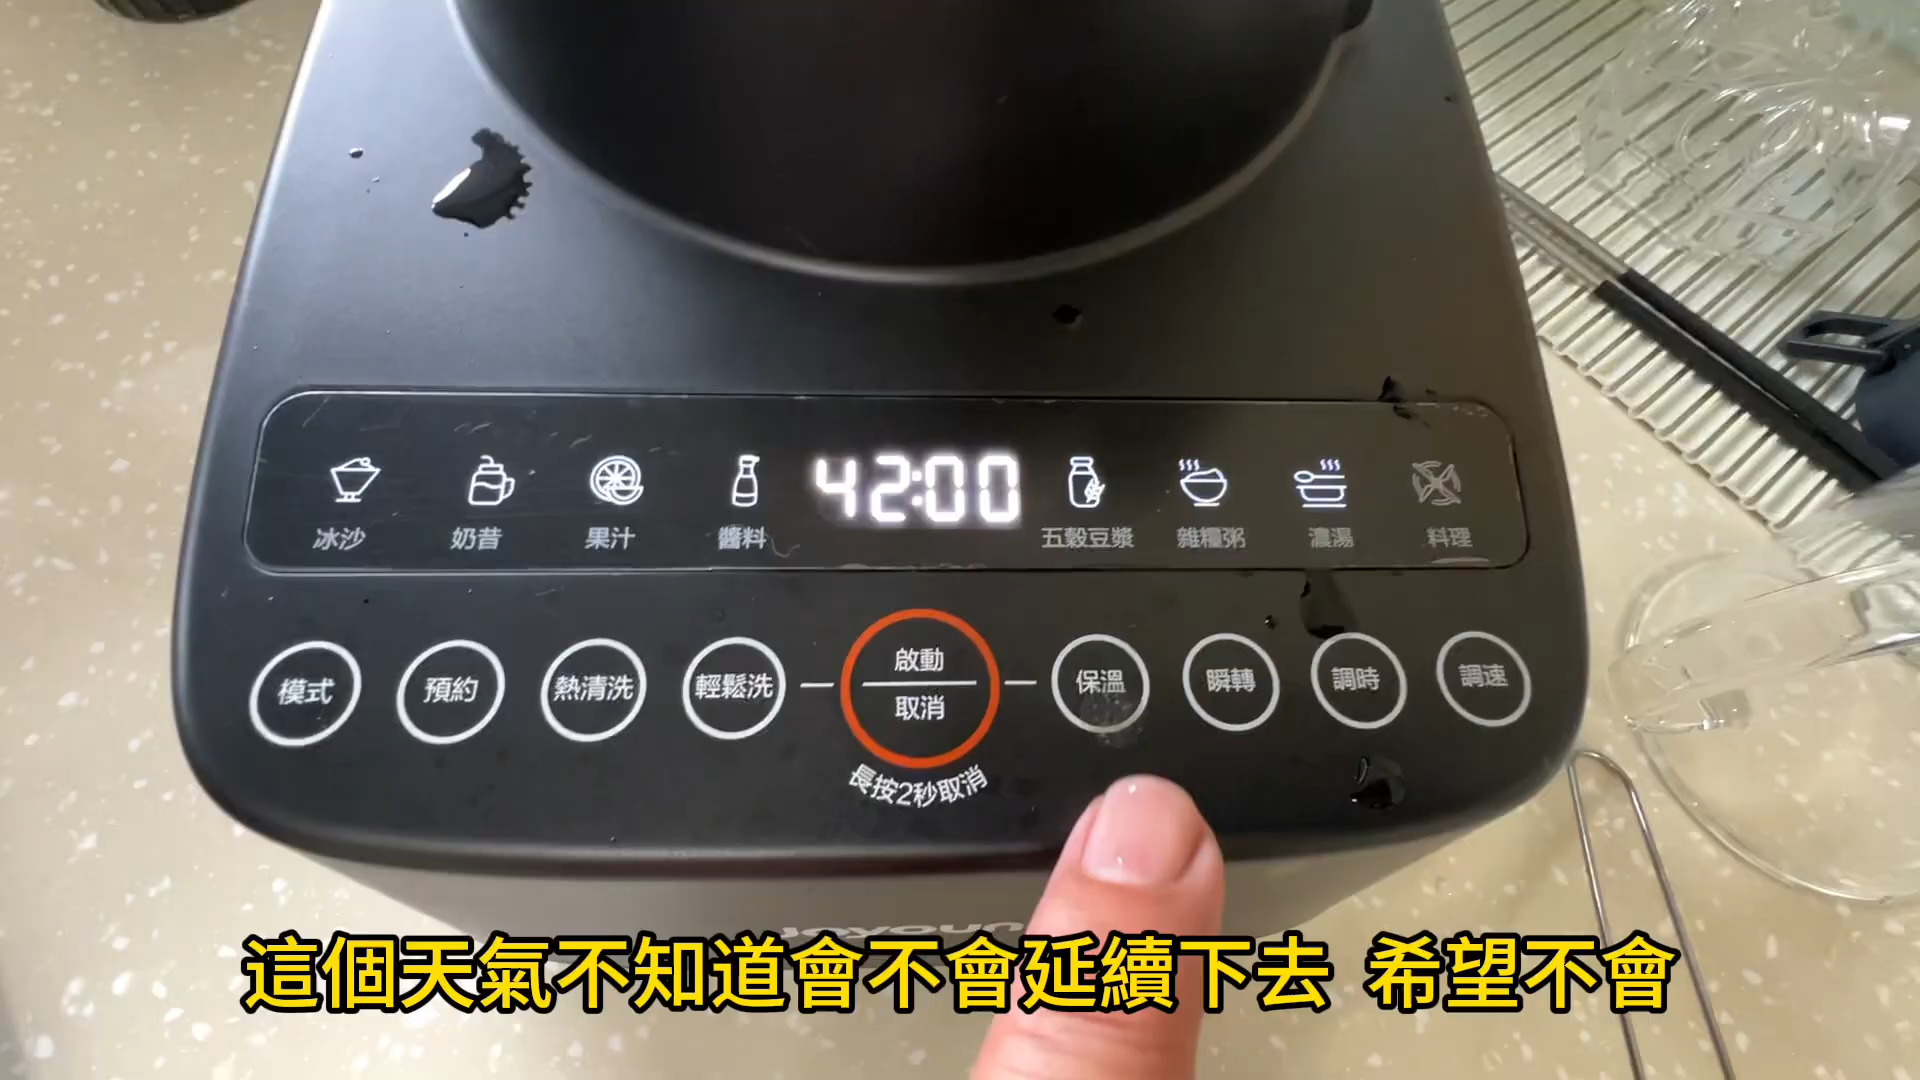 42:00
冰沙 奶昔 果汁 醬料 五穀豆漿 雜糧粥 濃湯 料理
模式 預約 熱清洗 輕鬆洗 啟動 保溫 瞬轉 調時 調速
取消
長按2秒取消
這個天氣不知道會不會延續下去 希望不會